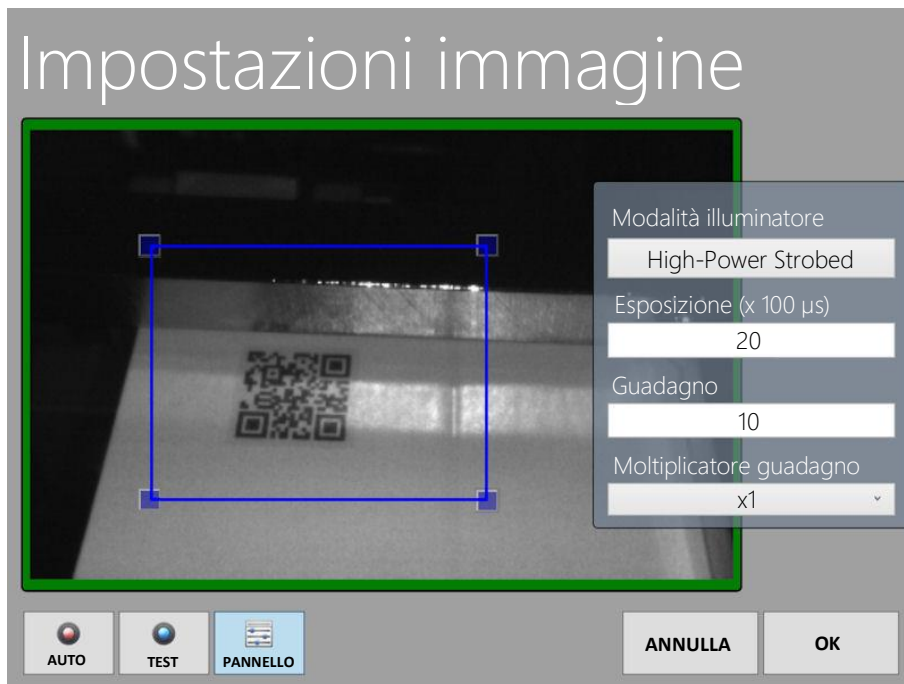 Impostazioni immagine
Modalità illuminatore
High-Power Strobed
Esposizione (x 100 µs)
20
Guadagno
10
Moltiplicatore guadagno
x1
AUTO
TEST
PANNELLO
ANNULLA
OK